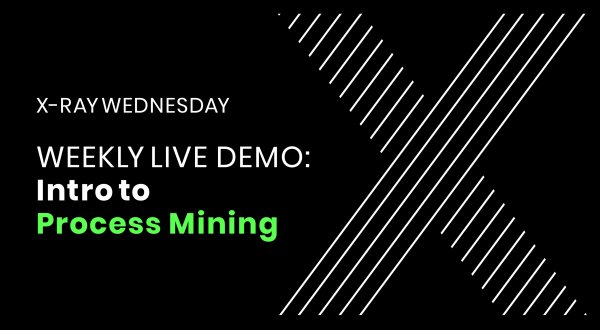 X-RAY WEDNESDAY
WEEKLY LIVE DEMO:
Intro to
Process Mining